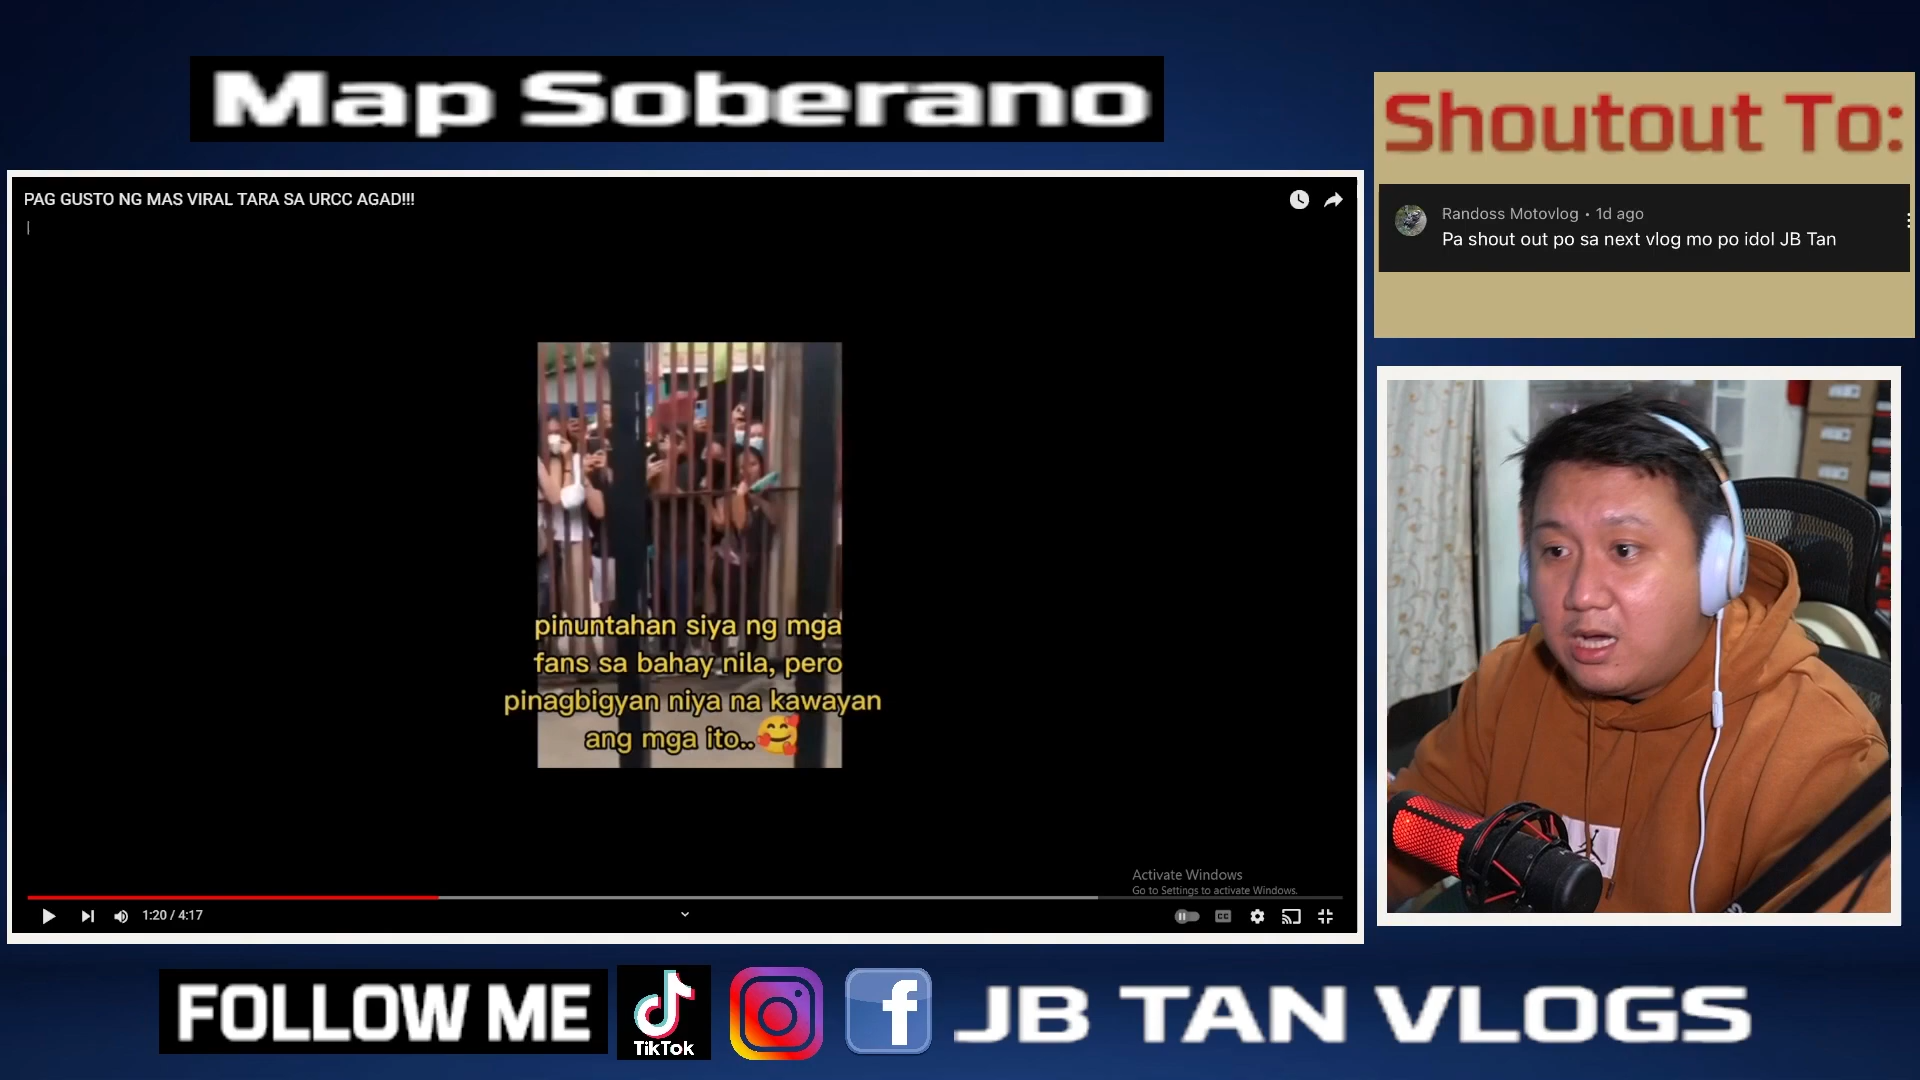 Map Soberano
Shoutout To:
PAG GUSTO NG MAS VIRAL TARA SA URCC AGAD!!!
Randoss Motovlog • 1d ago
Pa shout out po sa next vlog mo po idol JB Tan
pinuntahan siya ng mga
fans sa bahay nila, pero
pinagbigyan niya na kawayan
ang mga ito..🥰
Activate Windows
Go to Settings to activate Windows.
1:20 / 4:17
CC
FOLLOW ME
TikTok
JB TAN VLOGS